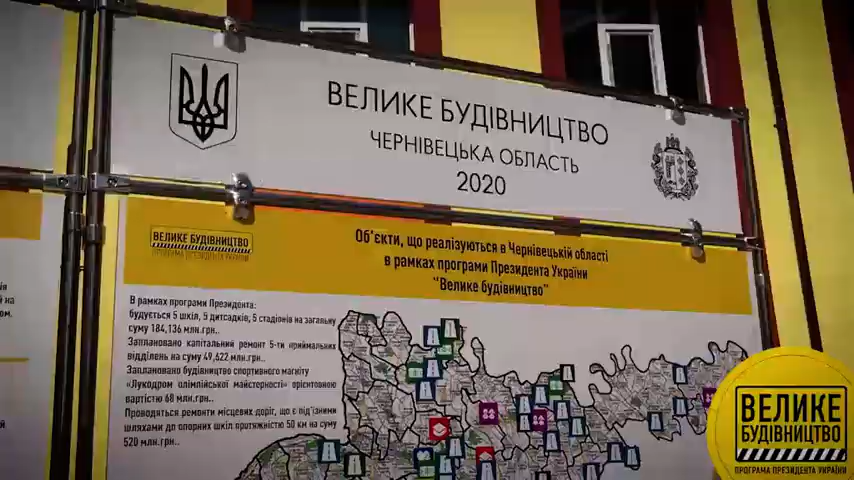 ВЕЛИКЕ БУДІВНИЦТВО
ЧЕРНІВЕЦЬКА ОБЛАСТЬ
2020
ВЕЛИКЕ БУДІВНИЦТВО
ПРОГРАМА ПРЕЗИДЕНТА УКРАЇНИ
Об'єкти, що реалізуються в Чернівецькій області
в рамках програми Президента України
"Велике будівництво"
В рамках програми Президента:
будується 5 шкіл, 5 дитсадків, 5 стадіонів на загальну
суму 184,136 млн.грн..
Заплановано капітальний ремонт 5-ти приймальних
відділень на суму 49,622 млн.грн..
Заплановано будівництво спортивного магніту
«Лукодром олімпійської майстерності» орієнтовною
вартістю 68 млн.грн..
Проводяться ремонти місцевих доріг, що є під'їзними
шляхами до опорних шкіл протяжністю 50 км на суму
520 млн.грн..
ВЕЛИКЕ
БУДІВНИЦТВО
ПРОГРАМА ПРЕЗИДЕНТА УКРАЇНИ